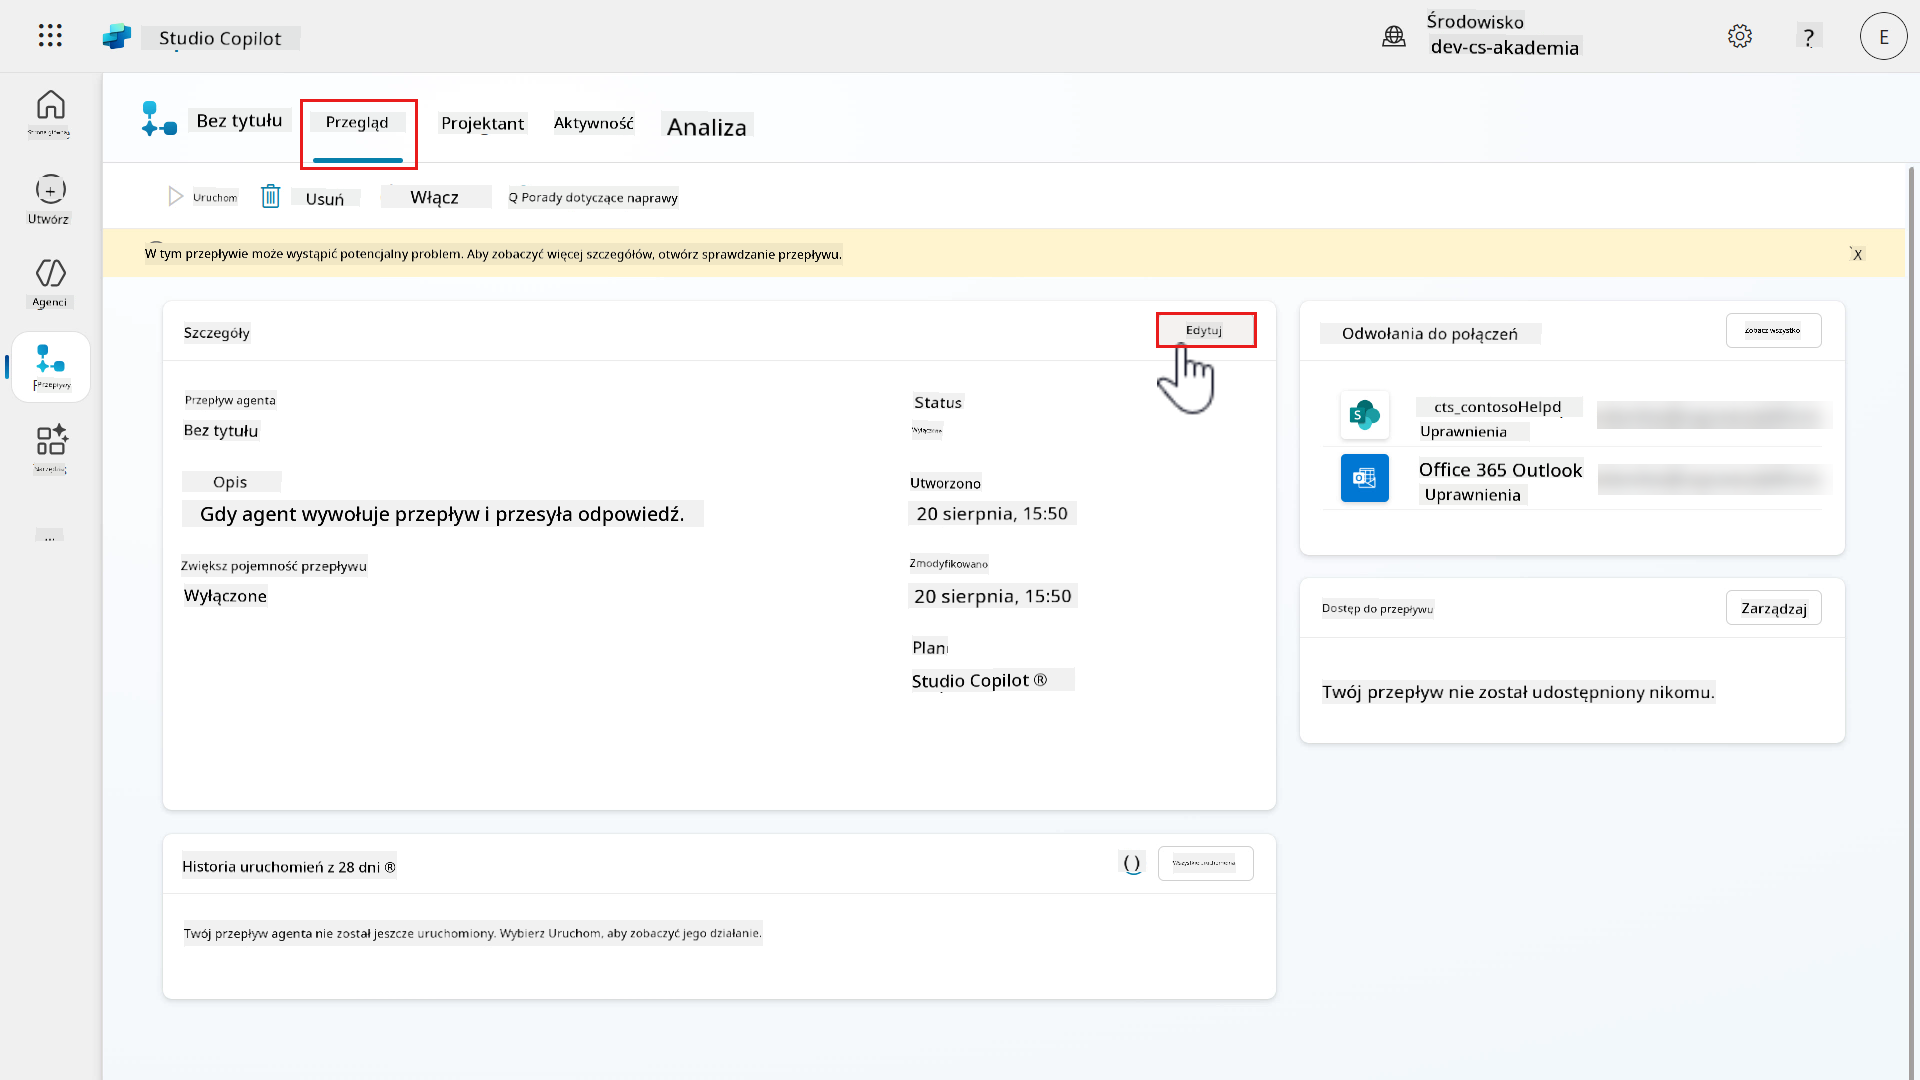 Studio Copilot
Środowisko
dev-cs-akademia
?
E
Strona główna
Utwórz
Agenci
Przepływy
Narzędzia
...
Bez tytułu
Przegląd
Projektant
Aktywność
Analiza
Uruchom
Usuń
Włącz
Q Porady dotyczące naprawy
W tym przepływie może wystąpić potencjalny problem. Aby zobaczyć więcej szczegółów, otwórz sprawdzanie przepływu.
X
Szczegóły
Edytuj
Przepływ agenta
Bez tytułu
Opis
Gdy agent wywołuje przepływ i przesyła odpowiedź.
Zwiększ pojemność przepływu
Wyłączone
Status
Wyłączone
Utworzono
20 sierpnia, 15:50
Zmodyfikowano
20 sierpnia, 15:50
Plan
Studio Copilot ®
Odwołania do połączeń
Zobacz wszystko
cts_contosoHelpd
Uprawnienia
Office 365 Outlook
Uprawnienia
Dostęp do przepływu
Zarządzaj
Twój przepływ nie został udostępniony nikomu.
Historia uruchomień z 28 dni ®
()
Wszystkie uruchomienia
Twój przepływ agenta nie został jeszcze uruchomiony. Wybierz Uruchom, aby zobaczyć jego działanie.